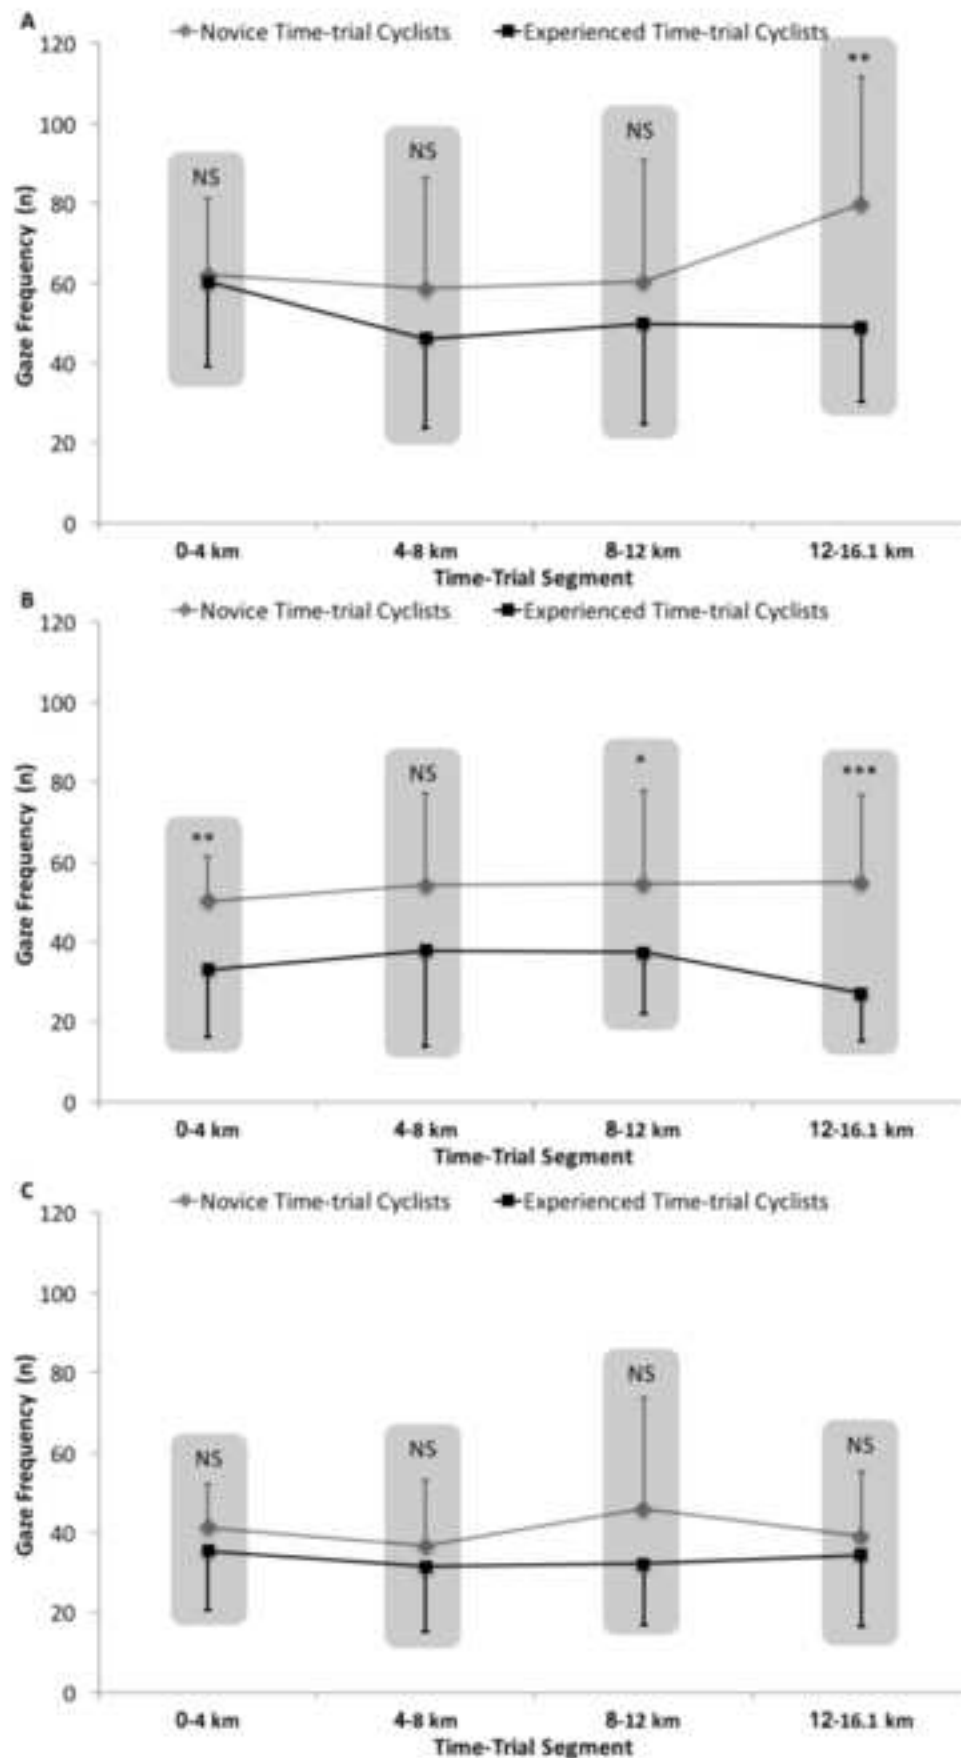 A
Novice Time-trial Cyclists Experienced Time-trial Cyclists
120
100
80
60
40
20
0
Gaze Frequency (n)
NS
NS
NS
**
0-4 km 4-8 km 8-12 km 12-16.1 km
Time-Trial Segment
B
Novice Time-trial Cyclists Experienced Time-trial Cyclists
120
100
80
60
40
20
0
Gaze Frequency (n)
**
NS
*
***
0-4 km 4-8 km 8-12 km 12-16.1 km
Time-Trial Segment
C
Novice Time-trial Cyclists Experienced Time-trial Cyclists
120
100
80
60
40
20
0
Gaze Frequency (n)
NS
NS
NS
NS
0-4 km 4-8 km 8-12 km 12-16.1 km
Time-Trial Segment